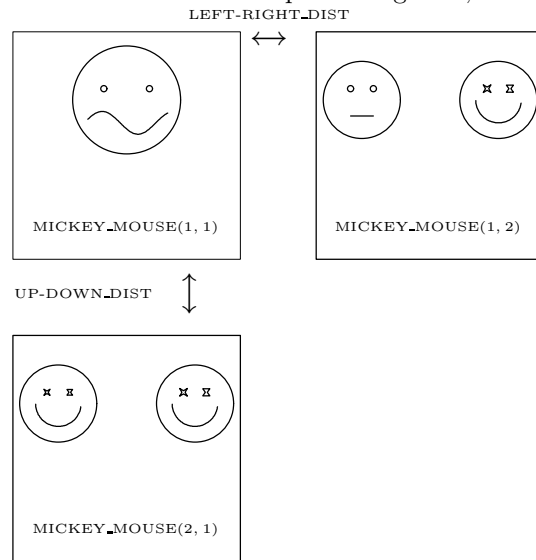 LEFT-RIGHT_DIST
MICKEY_MOUSE(1, 1)
MICKEY_MOUSE(1, 2)
UP-DOWN_DIST
MICKEY_MOUSE(2, 1)